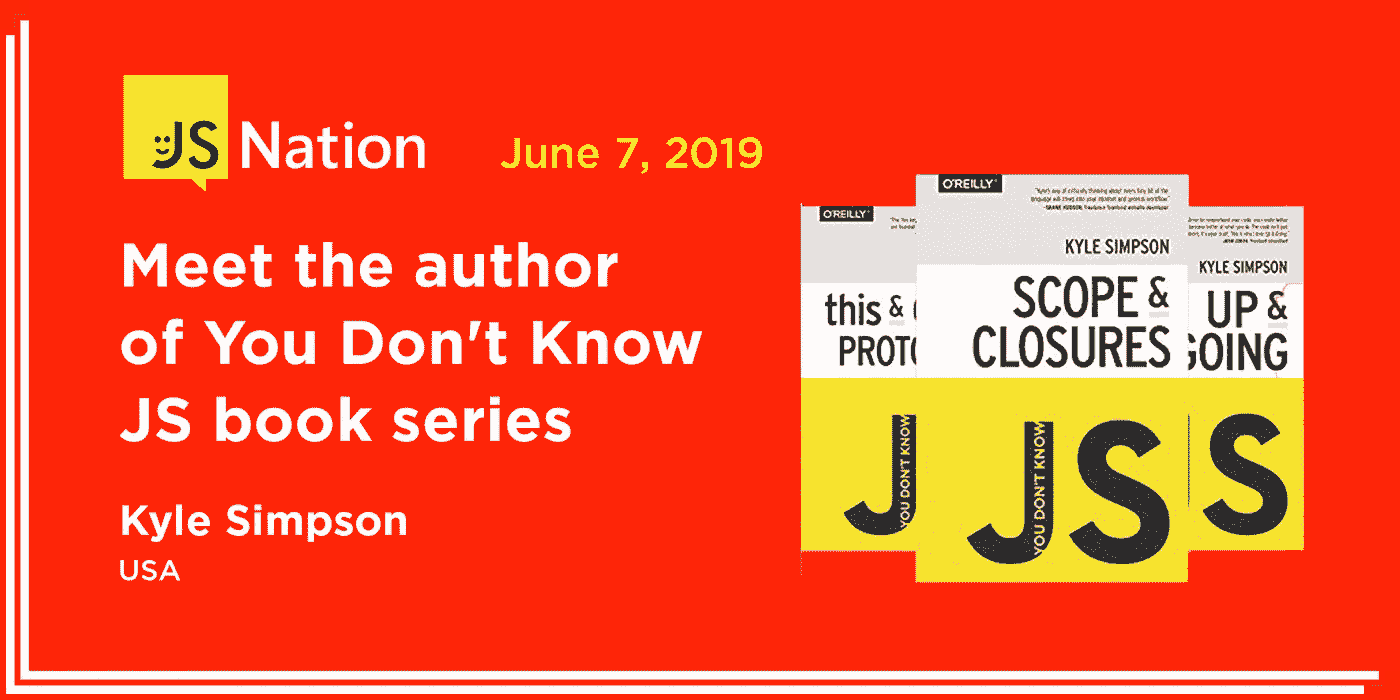 JS Nation
June 7, 2019
Meet the author
of You Don't Know
JS book series
Kyle Simpson
USA
O'REILLY®
this &
O'REILLY®
KYLE SIMPSON
SCOPE &
CLOSURES
YOU DON'T KNOW
JS
KYLE SIMPSON
UP &
GOING
YOU DON'T KNOW
J
S